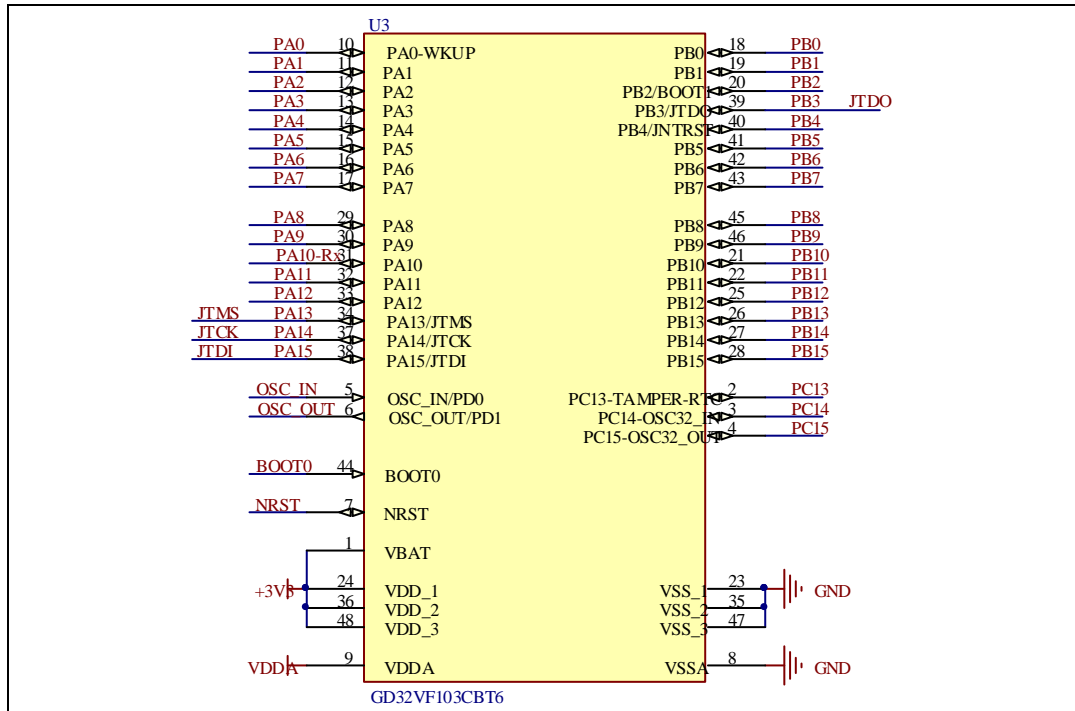 U3
PA0 10 PA0-WKUP PB0 18 PB0
PA1 11 PA1 PB1 19 PB1
PA2 12 PA2 PB2/BOOT1 20 PB2
PA3 13 PA3 PB3/JTDO 39 PB3 JTDO
PA4 14 PA4 PB4/JNTRST 40 PB4
PA5 15 PA5 PB5 41 PB5
PA6 16 PA6 PB6 42 PB6
PA7 17 PA7 PB7 43 PB7
PA8 29 PA8 PB8 45 PB8
PA9 30 PA9 PB9 46 PB9
PA10-Rx 31 PA10 PB10 21 PB10
PA11 32 PA11 PB11 22 PB11
PA12 33 PA12 PB12 25 PB12
JTMS PA13 34 PA13/JTMS PB13 26 PB13
JTCK PA14 37 PA14/JTCK PB14 27 PB14
JTDI PA15 38 PA15/JTDI PB15 28 PB15
OSC_IN 5 OSC_IN/PD0 PC13-TAMPER-RTC 2 PC13
OSC_OUT 6 OSC_OUT/PD1 PC14-OSC32_IN 3 PC14
PC15-OSC32_OUT 4 PC15
BOOT0 44 BOOT0
NRST 7 NRST
1 VBAT
+3V3 24 VDD_1 VSS_1 23 GND
36 VDD_2 VSS_2 35
48 VDD_3 VSS_3 47
VDDA 9 VDDA VSSA 8 GND
GD32VF103CBT6